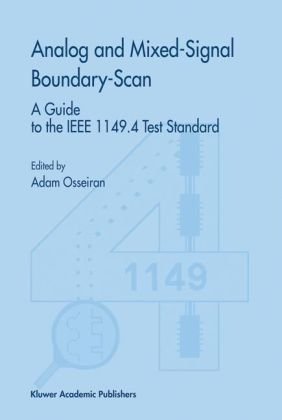 Analog and Mixed-Signal
Boundary-Scan
A Guide
to the IEEE 1149.4 Test Standard
Edited by
Adam Osseiran
1149
Kluwer Academic Publishers